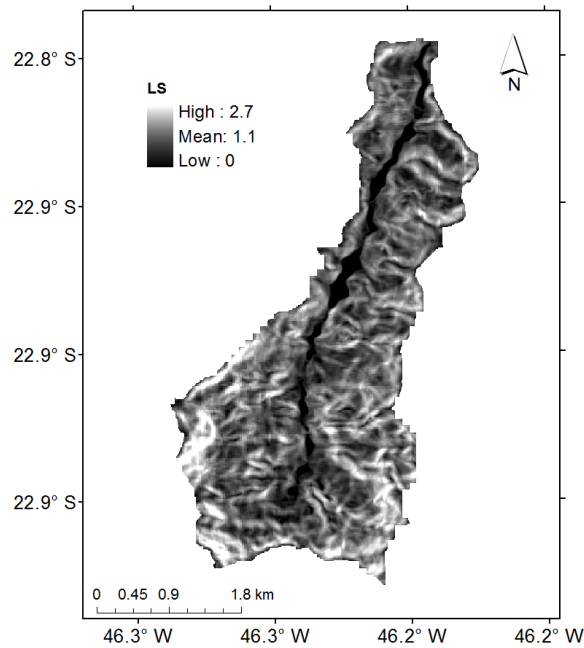 22.8° S
22.9° S
22.9° S
22.9° S
LS
High : 2.7
Mean: 1.1
Low : 0
N
0 0.45 0.9 1.8 km
46.3° W 46.3° W 46.2° W 46.2° W